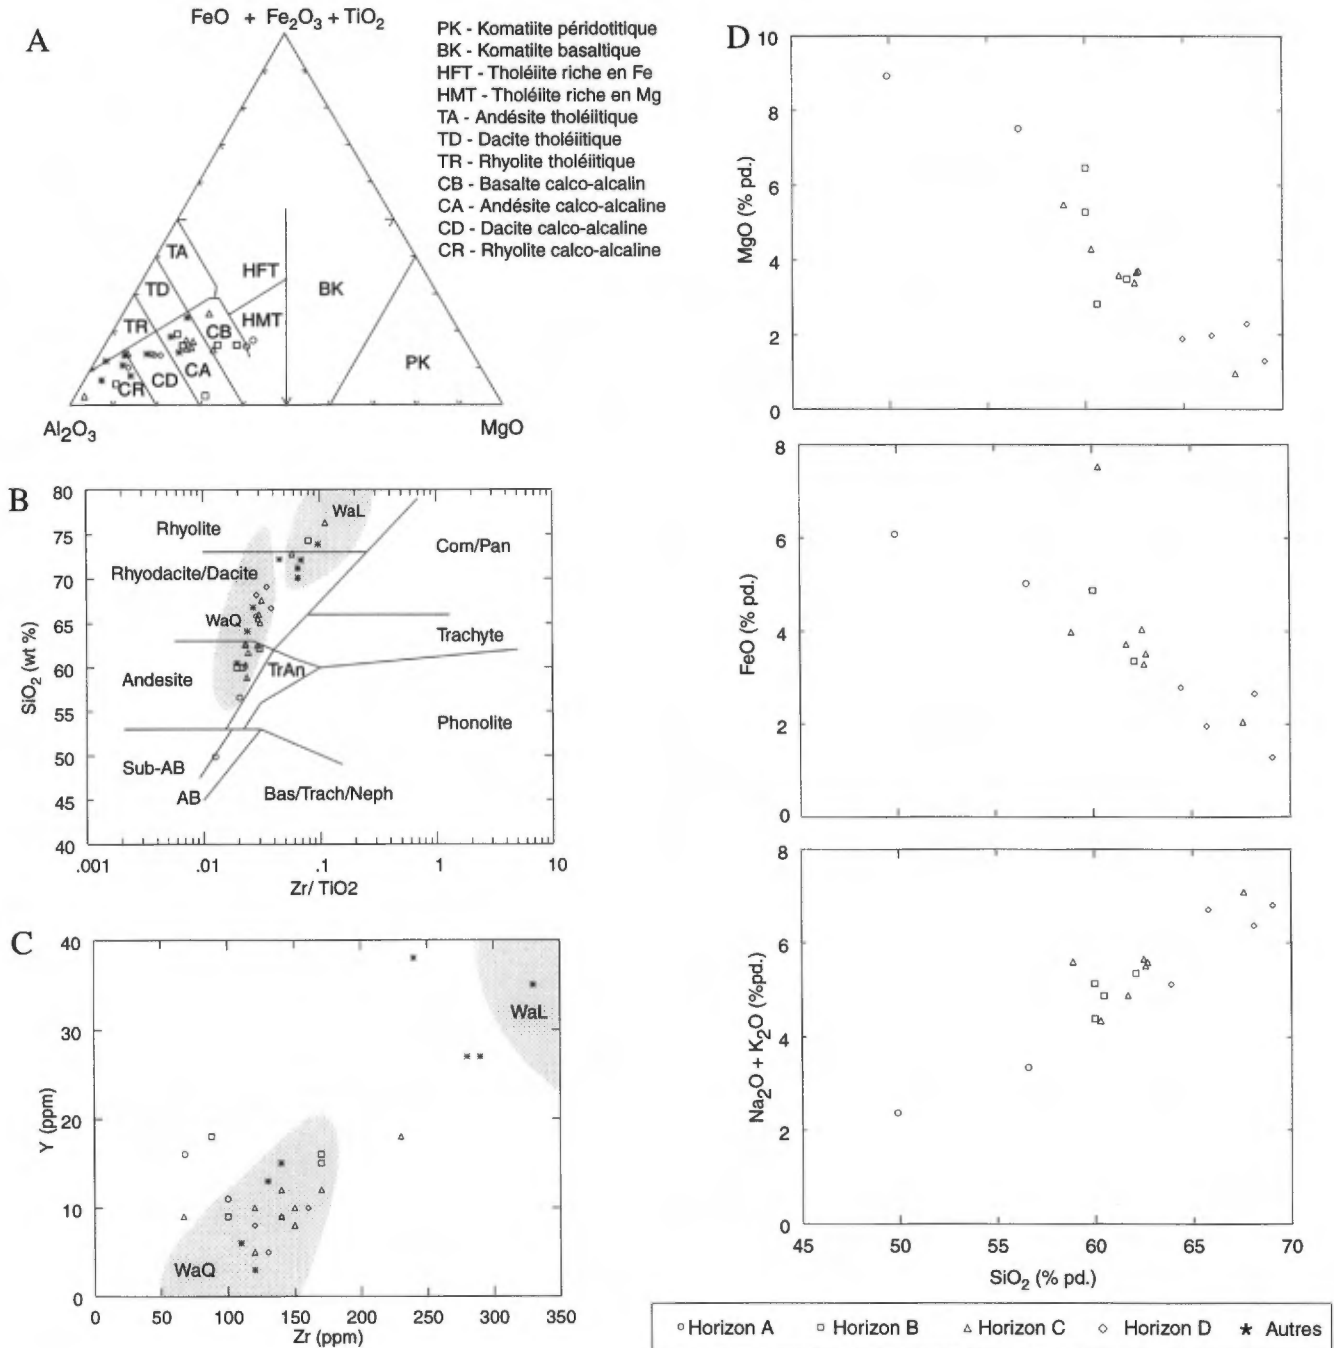 A
FeO + Fe₂O₃ + TiO₂
PK - Komatiite péridotitique
BK - Komatiite basaltique
HFT - Tholéiite riche en Fe
HMT - Tholéiite riche en Mg
TA - Andésite tholéiitique
TD - Dacite tholéiitique
TR - Rhyolite tholéiitique
CB - Basalte calco-alcalin
CA - Andésite calco-alcaline
CD - Dacite calco-alcaline
CR - Rhyolite calco-alcaline
TA
TD
HFT
BK
TR
CB
HMT
CR
CD
CA
PK
Al₂O₃
MgO
B
80
75
70
65
60
55
50
45
40
SiO₂ (wt %)
Rhyolite
WaL
Com/Pan
Rhyodacite/Dacite
WaQ
Trachyte
TrAn
Andesite
Phonolite
Sub-AB
AB
Bas/Trach/Neph
.001
.01
.1
1
10
Zr/ TiO2
C
40
30
20
10
0
Y (ppm)
WaL
WaQ
0
50
100
150
200
250
300
350
Zr (ppm)
D
10
8
6
4
2
0
MgO (% pd.)
8
6
4
2
0
FeO (% pd.)
8
6
4
2
0
Na₂O + K₂O (%pd.)
45
50
55
60
65
70
SiO₂ (% pd.)
Horizon A
Horizon B
Horizon C
Horizon D
Autres